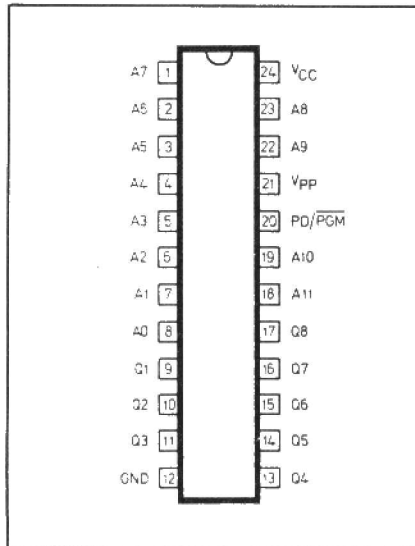 A7 1 24 VCC
A6 2 23 A8
A5 3 22 A9
A4 4 21 VPP
A3 5 20 PD/P̅G̅M̅
A2 6 19 A10
A1 7 18 A11
A0 8 17 Q8
Q1 9 16 Q7
Q2 10 15 Q6
Q3 11 14 Q5
GND 12 13 Q4